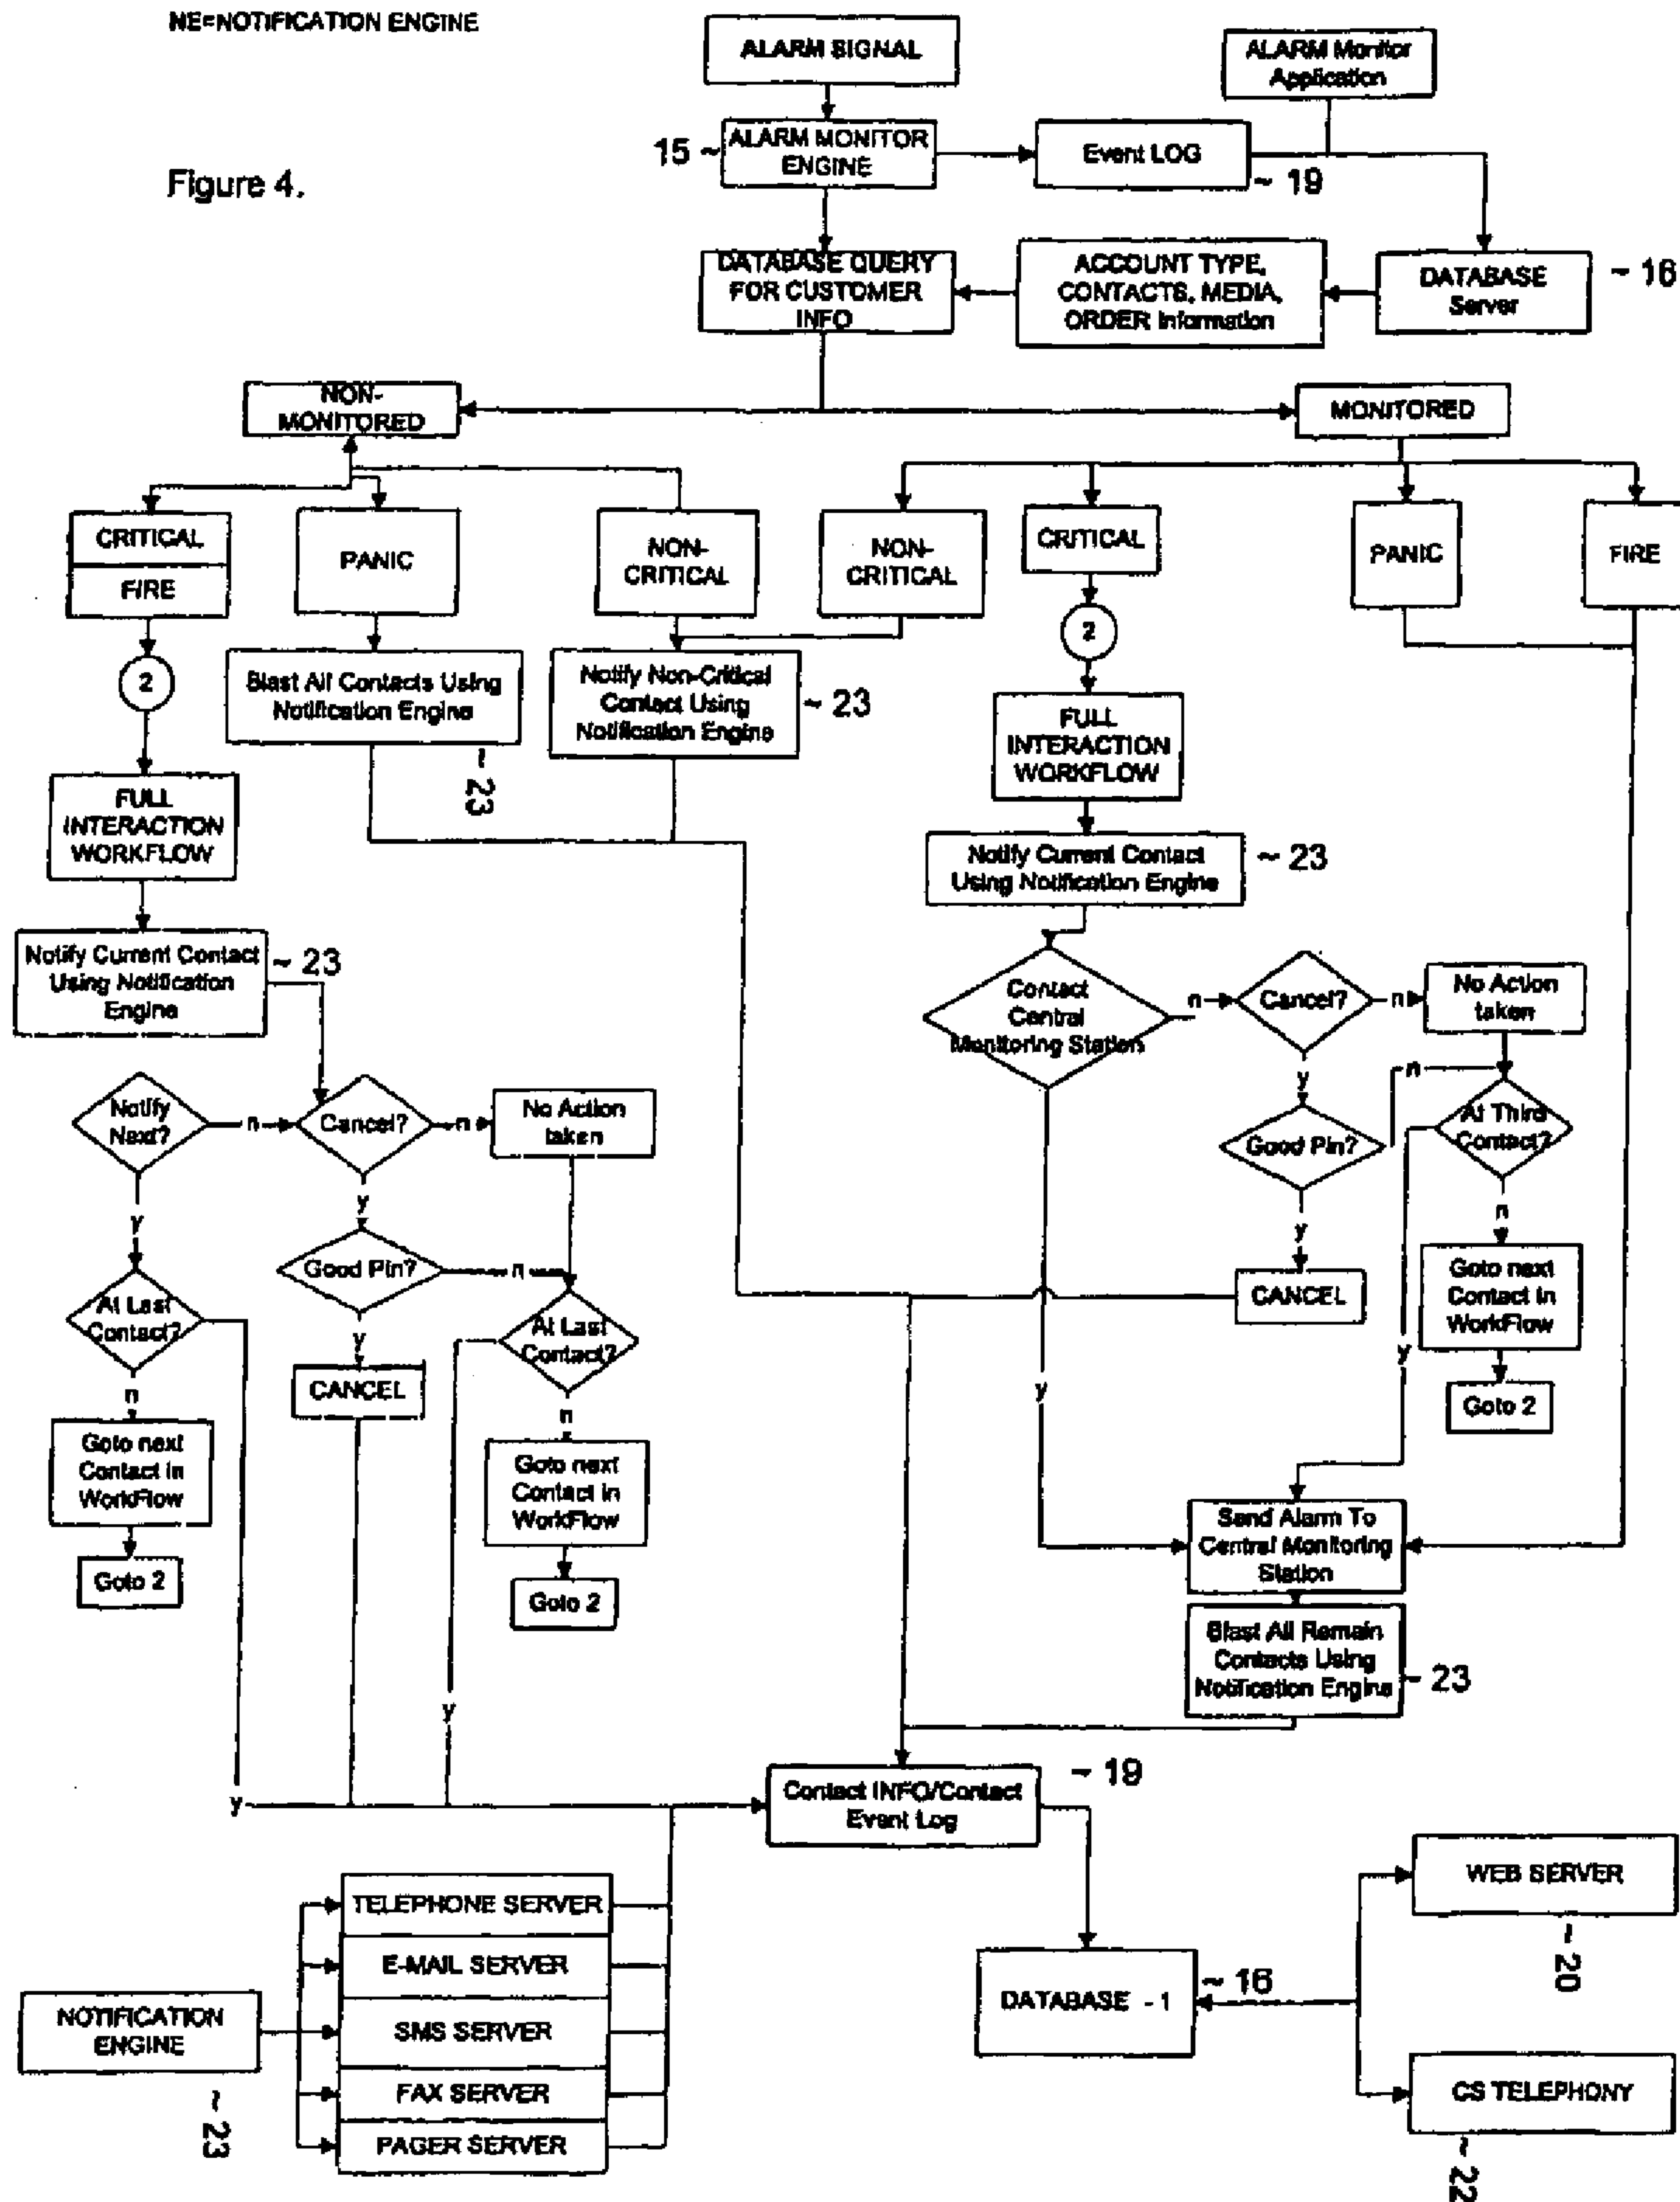 NE=NOTIFICATION ENGINE
ALARM SIGNAL
ALARM Monitor
Application
Figure 4.
15 ~
ALARM MONITOR
ENGINE
Event LOG
~ 19
DATABASE QUERY
FOR CUSTOMER
INFO
ACCOUNT TYPE,
CONTACTS, MEDIA,
ORDER Information
DATABASE
Server
~ 16
NON-
MONITORED
MONITORED
CRITICAL
FIRE
PANIC
NON-
CRITICAL
NON-
CRITICAL
CRITICAL
PANIC
FIRE
2
Blast All Contacts Using
Notification Engine
~ 23
Notify Non-Critical
Contact Using
Notification Engine
~ 23
2
FULL
INTERACTION
WORKFLOW
FULL
INTERACTION
WORKFLOW
Notify Current Contact
Using Notification Engine
~ 23
Notify Current Contact
Using Notification
Engine
~ 23
Contact
Central
Monitoring Station
n
Cancel?
n
No Action
taken
y
n
Good Pin?
At Third
Contact?
y
n
CANCEL
Goto next
Contact in
WorkFlow
y
Goto 2
y
Notify
Next?
n
Cancel?
n
No Action
taken
y
y
Good Pin?
n
At Last
Contact?
y
At Last
Contact?
n
CANCEL
n
Goto next
Contact in
WorkFlow
Goto next
Contact in
WorkFlow
Goto 2
Goto 2
y
y
Send Alarm To
Central Monitoring
Station
Blast All Remain
Contacts Using
Notification Engine
~ 23
Contact INFO/Contact
Event Log
~ 19
TELEPHONE SERVER
E-MAIL SERVER
SMS SERVER
FAX SERVER
PAGER SERVER
NOTIFICATION
ENGINE
~ 23
DATABASE - 1
~ 16
WEB SERVER
~ 20
CS TELEPHONY
~ 22